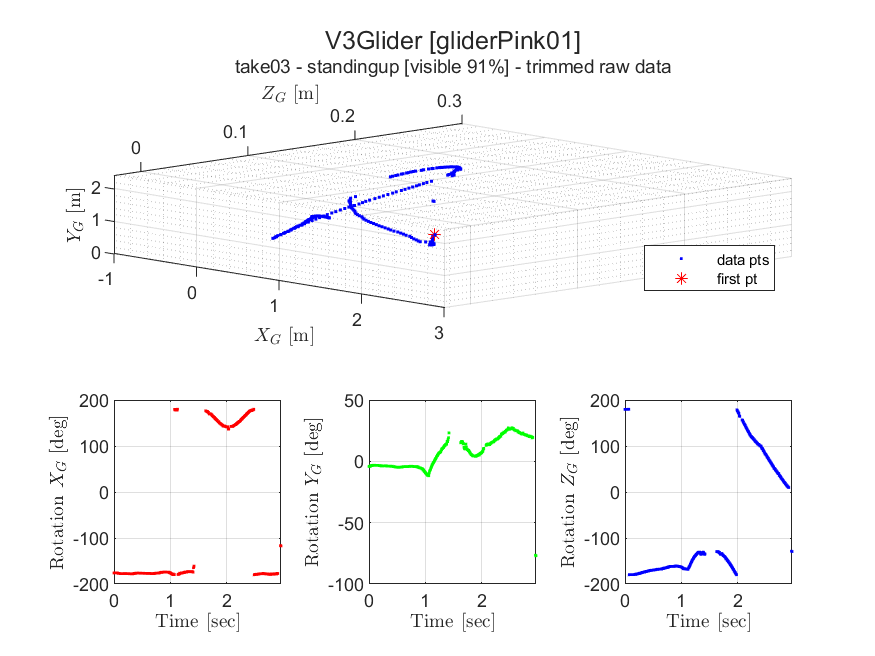 V3Glider [gliderPink01]
take03 - standingup [visible 91%] - trimmed raw data
Z_G [m]
0 0.1 0.2 0.3
Y_G [m]
2
1
0
-1 0 1 2 3
X_G [m]
data pts
first pt
Rotation X_G [deg]
200
100
0
-100
-200
0 1 2
Time [sec]
Rotation Y_G [deg]
50
0
-50
-100
0 1 2
Time [sec]
Rotation Z_G [deg]
200
100
0
-100
-200
0 1 2
Time [sec]